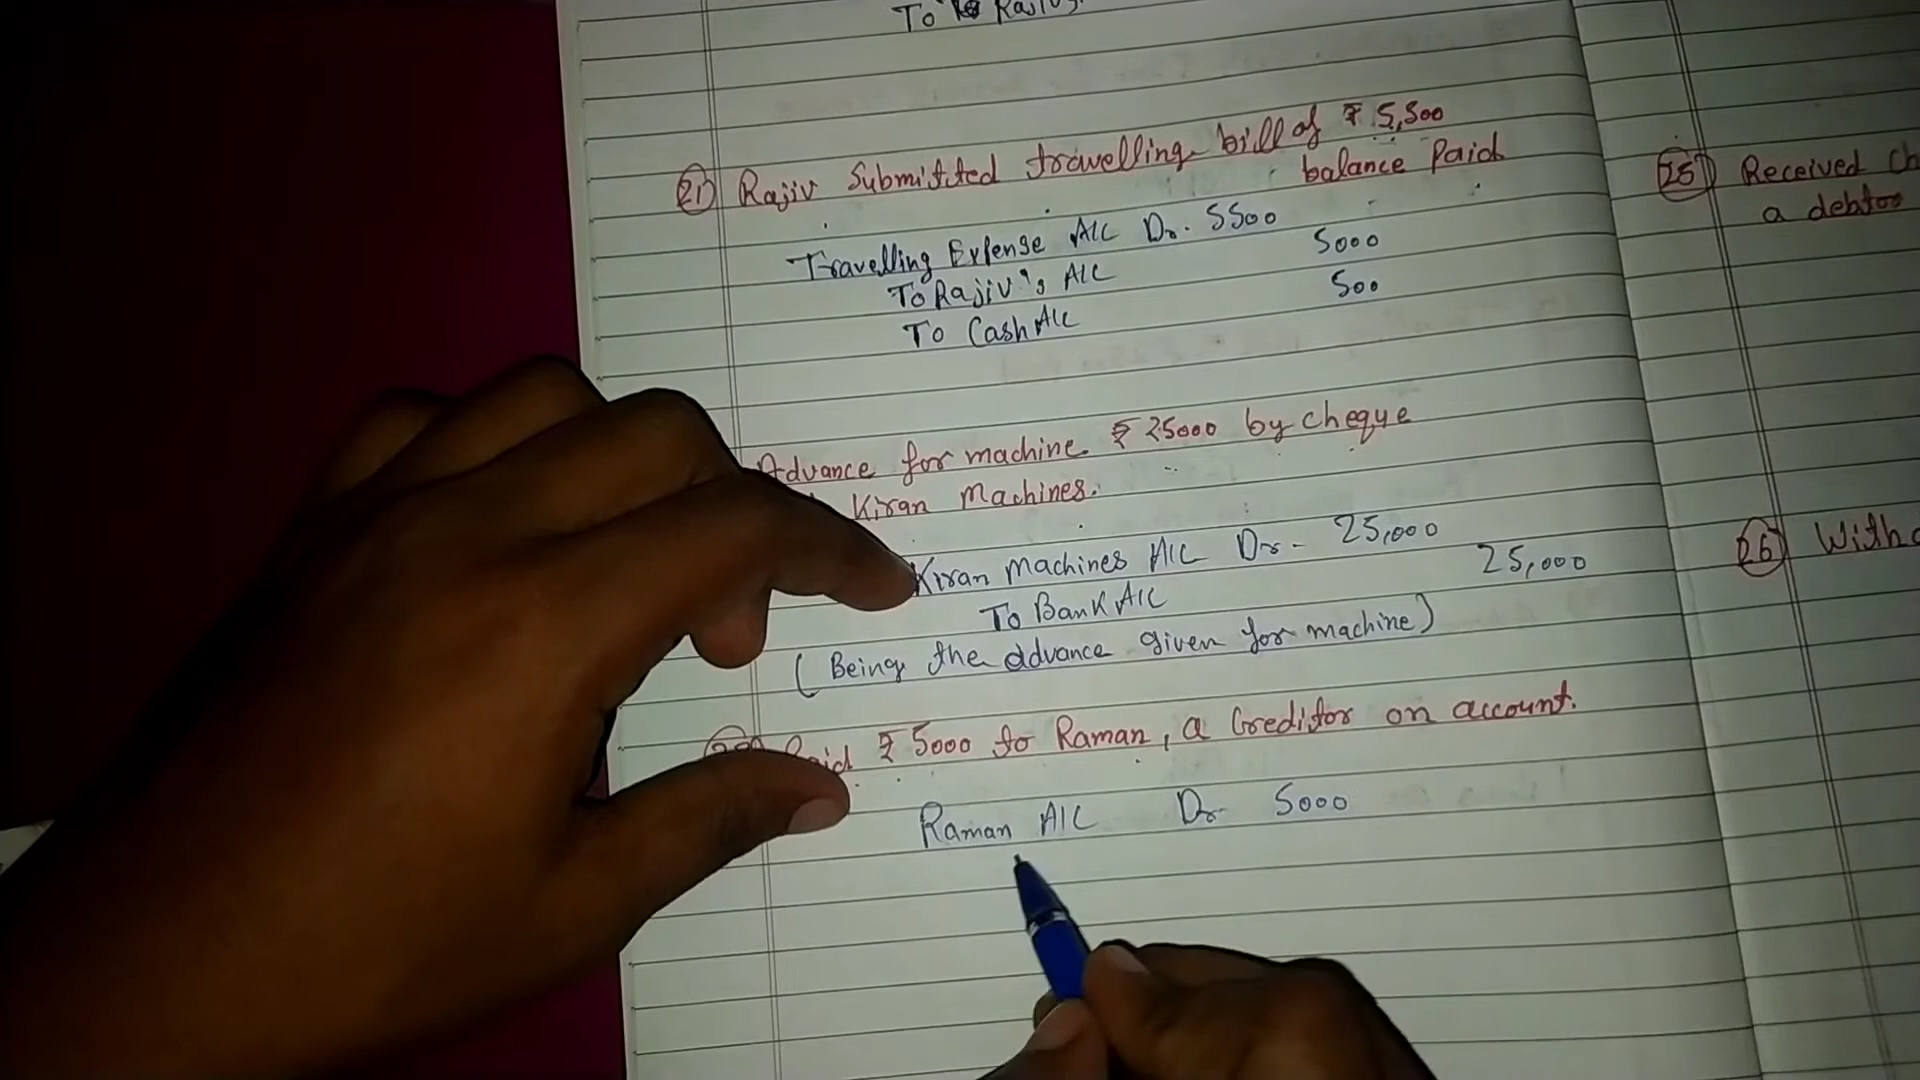 To Rajiv
(21) Rajiv Submitted travelling bill of ₹ 5,500
balance Paid
Travelling Expense A/C Dr. 5500
To Rajiv's A/C 5000
To Cash A/C 500
Advance for machine ₹ 25000 by cheque
Kiran Machines.
Kiran Machines A/C Dr. 25,000
To Bank A/C 25,000
(Being the advance given for machine)
Paid ₹ 5000 to Raman, a Creditor on account.
Raman A/C Dr 5000
(25) Received
a debtor
(26)